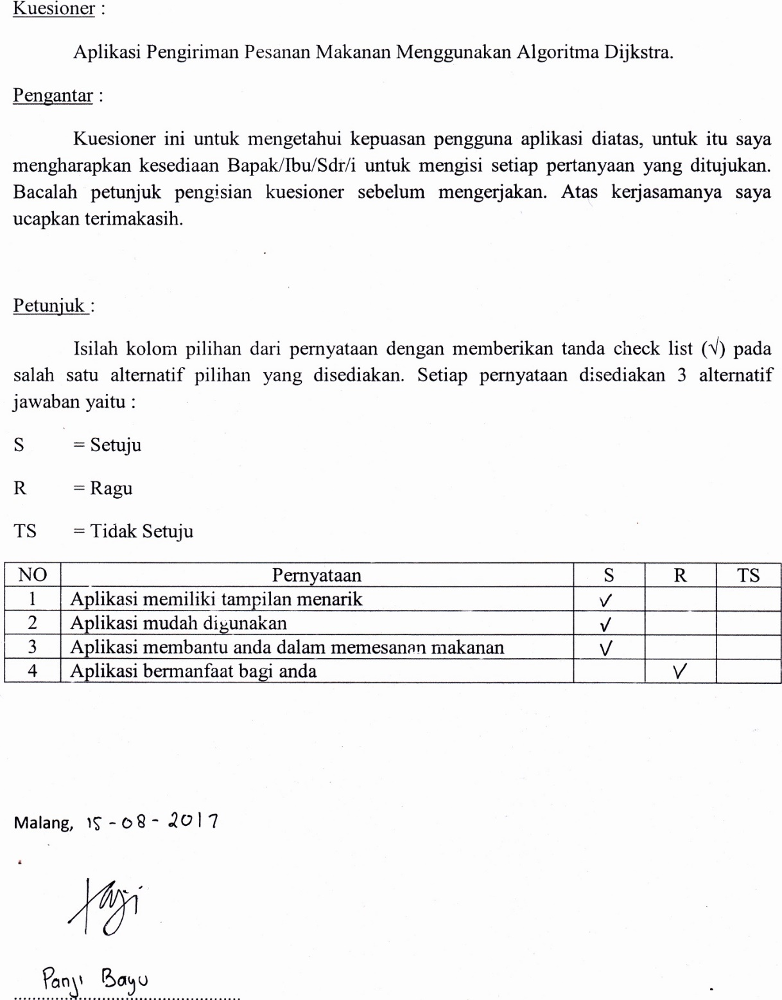 Kuesioner :
Aplikasi Pengiriman Pesanan Makanan Menggunakan Algoritma Dijkstra.
Pengantar :
Kuesioner ini untuk mengetahui kepuasan pengguna aplikasi diatas, untuk itu saya
mengharapkan kesediaan Bapak/Ibu/Sdr/i untuk mengisi setiap pertanyaan yang ditujukan.
Bacalah petunjuk pengisian kuesioner sebelum mengerjakan. Atas kerjasamanya saya
ucapkan terimakasih.
Petunjuk :
Isilah kolom pilihan dari pernyataan dengan memberikan tanda check list (√) pada
salah satu alternatif pilihan yang disediakan. Setiap pernyataan disediakan 3 alternatif
jawaban yaitu :
S = Setuju
R = Ragu
TS = Tidak Setuju
NO Pernyataan S R TS
1 Aplikasi memiliki tampilan menarik √
2 Aplikasi mudah digunakan √
3 Aplikasi membantu anda dalam memesanan makanan √
4 Aplikasi bermanfaat bagi anda √
Malang, 15-08-2017
Panji Bayu